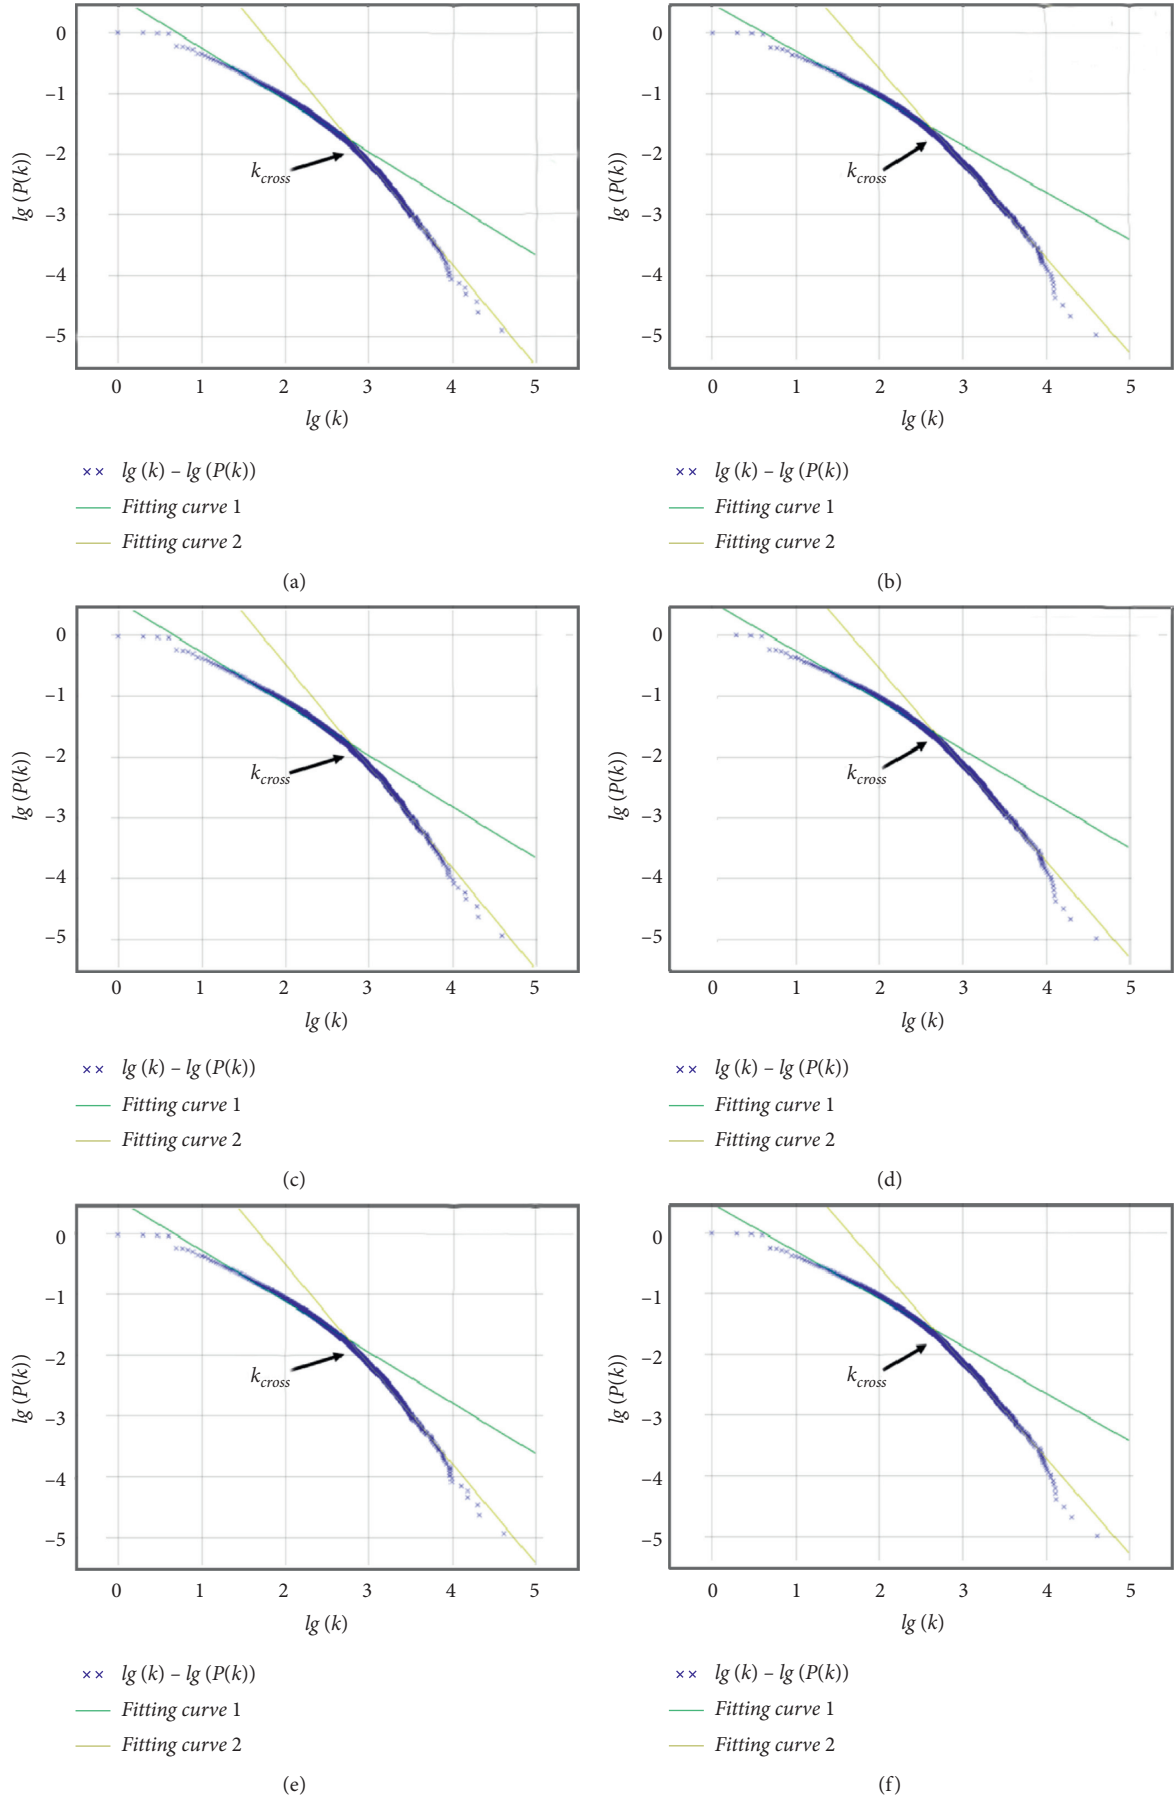 0
–1
–2
–3
–4
–5
lg (P(k))
k_cross
0 1 2 3 4 5
lg (k)
×× lg (k) – lg (P(k))
Fitting curve 1
Fitting curve 2
(a)
0
–1
–2
–3
–4
–5
lg (P(k))
k_cross
0 1 2 3 4 5
lg (k)
×× lg (k) – lg (P(k))
Fitting curve 1
Fitting curve 2
(b)
0
–1
–2
–3
–4
–5
lg (P(k))
k_cross
0 1 2 3 4 5
lg (k)
×× lg (k) – lg (P(k))
Fitting curve 1
Fitting curve 2
(c)
0
–1
–2
–3
–4
–5
lg (P(k))
k_cross
0 1 2 3 4 5
lg (k)
×× lg (k) – lg (P(k))
Fitting curve 1
Fitting curve 2
(d)
0
–1
–2
–3
–4
–5
lg (P(k))
k_cross
0 1 2 3 4 5
lg (k)
×× lg (k) – lg (P(k))
Fitting curve 1
Fitting curve 2
(e)
0
–1
–2
–3
–4
–5
lg (P(k))
k_cross
0 1 2 3 4 5
lg (k)
×× lg (k) – lg (P(k))
Fitting curve 1
Fitting curve 2
(f)